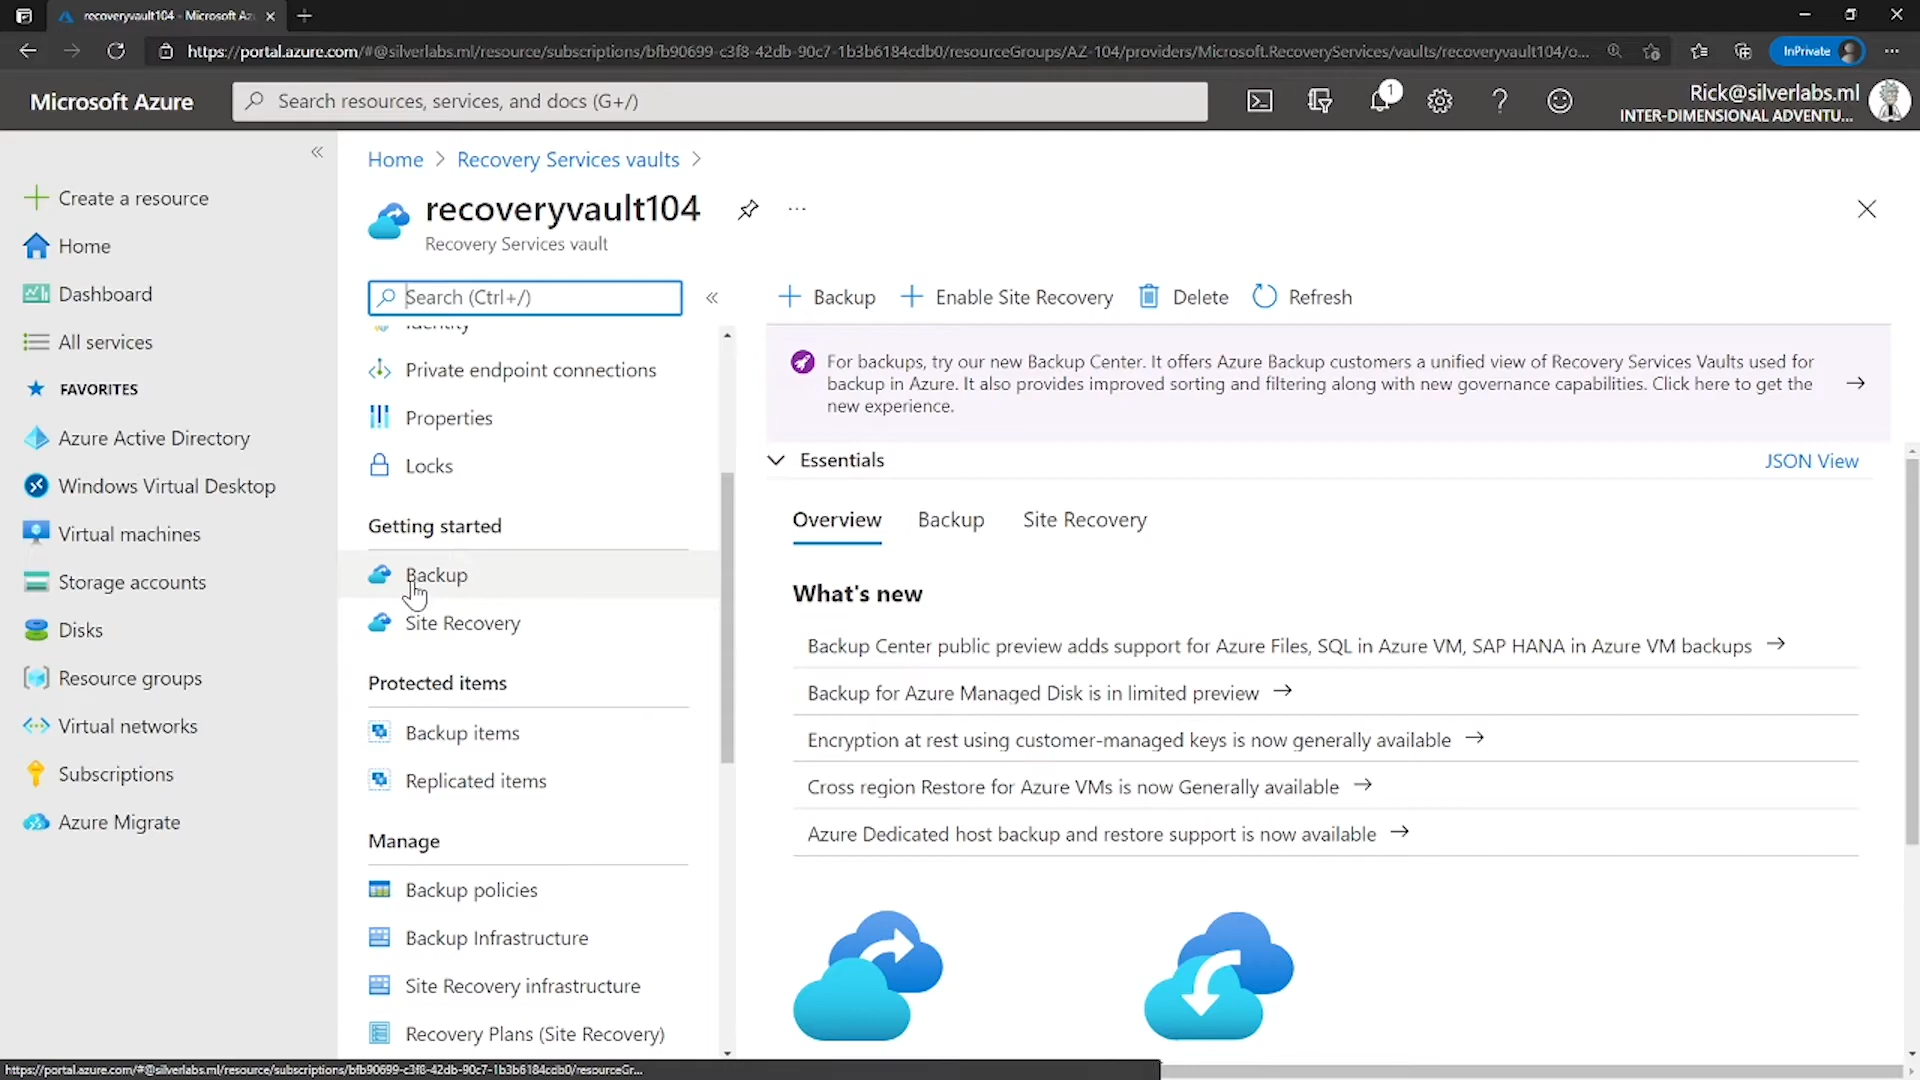 recoveryvault104 - Microsoft Az
https://portal.azure.com/#@silverlabs.ml/resource/subscriptions/bfb90699-c3f8-42db-90c7-1b3b6184cdb0/resourceGroups/AZ-104/providers/Microsoft.RecoveryServices/vaults/recoveryvault104/o...
InPrivate
Microsoft Azure
Search resources, services, and docs (G+/)
1
Rick@silverlabs.ml
INTER-DIMENSIONAL ADVENTU...
Create a resource
Home
Dashboard
All services
FAVORITES
Azure Active Directory
Windows Virtual Desktop
Virtual machines
Storage accounts
Disks
Resource groups
Virtual networks
Subscriptions
Azure Migrate
Home > Recovery Services vaults >
recoveryvault104
Recovery Services vault
Search (Ctrl+/)
Identity
Private endpoint connections
Properties
Locks
Getting started
Backup
Site Recovery
Protected items
Backup items
Replicated items
Manage
Backup policies
Backup Infrastructure
Site Recovery infrastructure
Recovery Plans (Site Recovery)
Backup
Enable Site Recovery
Delete
Refresh
For backups, try our new Backup Center. It offers Azure Backup customers a unified view of Recovery Services Vaults used for
backup in Azure. It also provides improved sorting and filtering along with new governance capabilities. Click here to get the
new experience.
Essentials
JSON View
Overview
Backup
Site Recovery
What's new
Backup Center public preview adds support for Azure Files, SQL in Azure VM, SAP HANA in Azure VM backups
Backup for Azure Managed Disk is in limited preview
Encryption at rest using customer-managed keys is now generally available
Cross region Restore for Azure VMs is now Generally available
Azure Dedicated host backup and restore support is now available
https://portal.azure.com/#@silverlabs.ml/resource/subscriptions/bfb90699-c3f8-42db-90c7-1b3b6184cdb0/resourceGr...